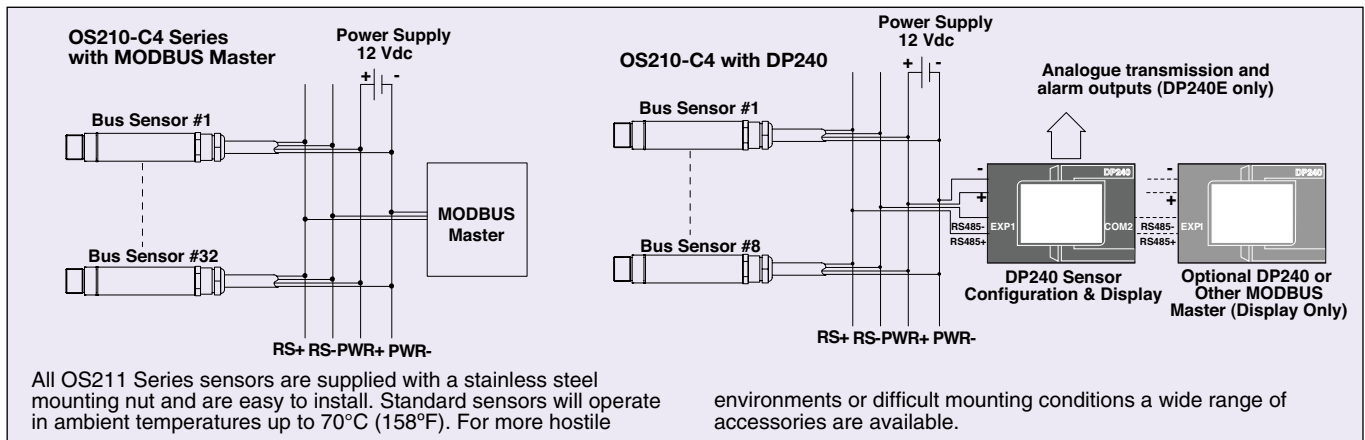 OS210-C4 Series
with MODBUS Master
Power Supply
12 Vdc
+ -
Bus Sensor #1
Bus Sensor #32
MODBUS
Master
RS+ RS-PWR+ PWR-
OS210-C4 with DP240
Power Supply
12 Vdc
+ -
Bus Sensor #1
Bus Sensor #8
RS+ RS-PWR+ PWR-
Analogue transmission and
alarm outputs (DP240E only)
-
+
RS485-
RS485+
EXP1
DP240
COM2
DP240 Sensor
Configuration & Display
-
+
RS485-
RS485+
EXPI
DP240
Optional DP240 or
Other MODBUS
Master (Display Only)
All OS211 Series sensors are supplied with a stainless steel
mounting nut and are easy to install. Standard sensors will operate
in ambient temperatures up to 70°C (158ºF). For more hostile
environments or difficult mounting conditions a wide range of
accessories are available.